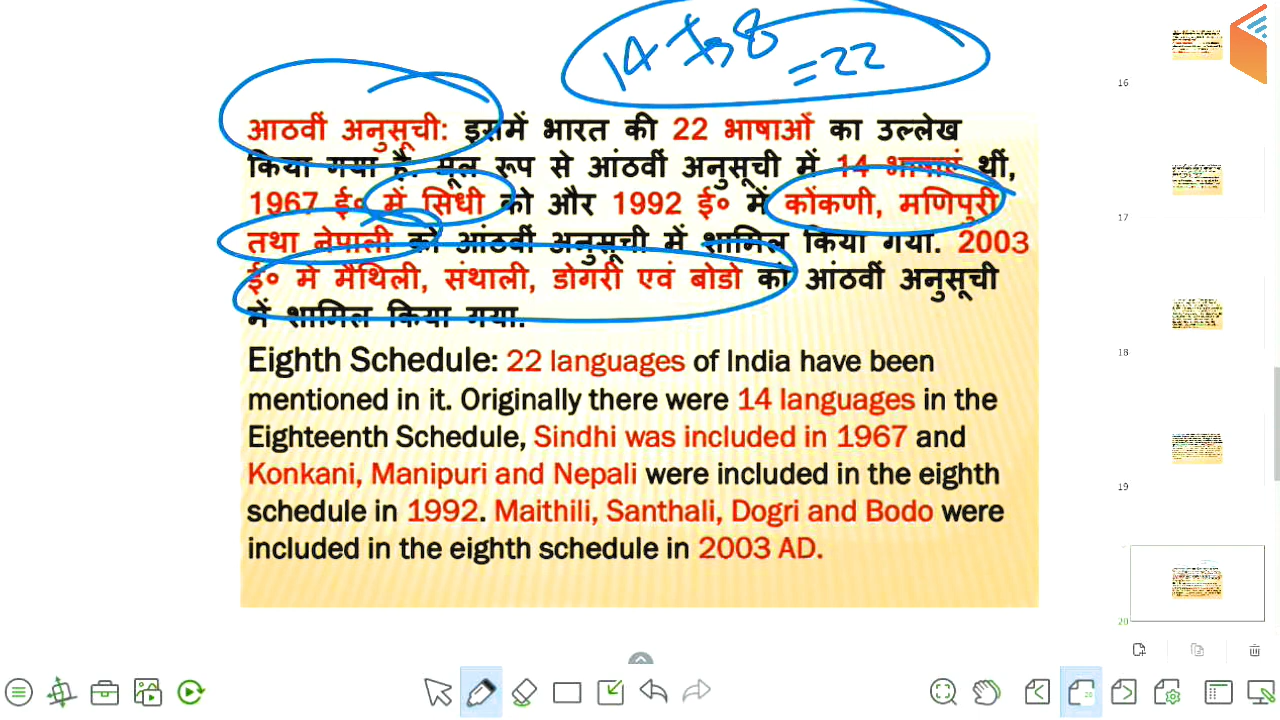 14 + 8
= 22
आठवीं अनुसूची: इसमें भारत की 22 भाषाओं का उल्लेख
किया गया है. मूल रूप से आंठवीं अनुसूची में 14 भाषाएं थीं,
1967 ई० में सिंधी को और 1992 ई० में कोंकणी, मणिपुरी
तथा नेपाली को आंठवीं अनुसूची में शामिल किया गया. 2003
ई० में मैथिली, संथाली, डोगरी एवं बोडो को आंठवीं अनुसूची
में शामिल किया गया.
Eighth Schedule: 22 languages of India have been
mentioned in it. Originally there were 14 languages in the
Eighteenth Schedule, Sindhi was included in 1967 and
Konkani, Manipuri and Nepali were included in the eighth
schedule in 1992. Maithili, Santhali, Dogri and Bodo were
included in the eighth schedule in 2003 AD.
16
17
18
19
20